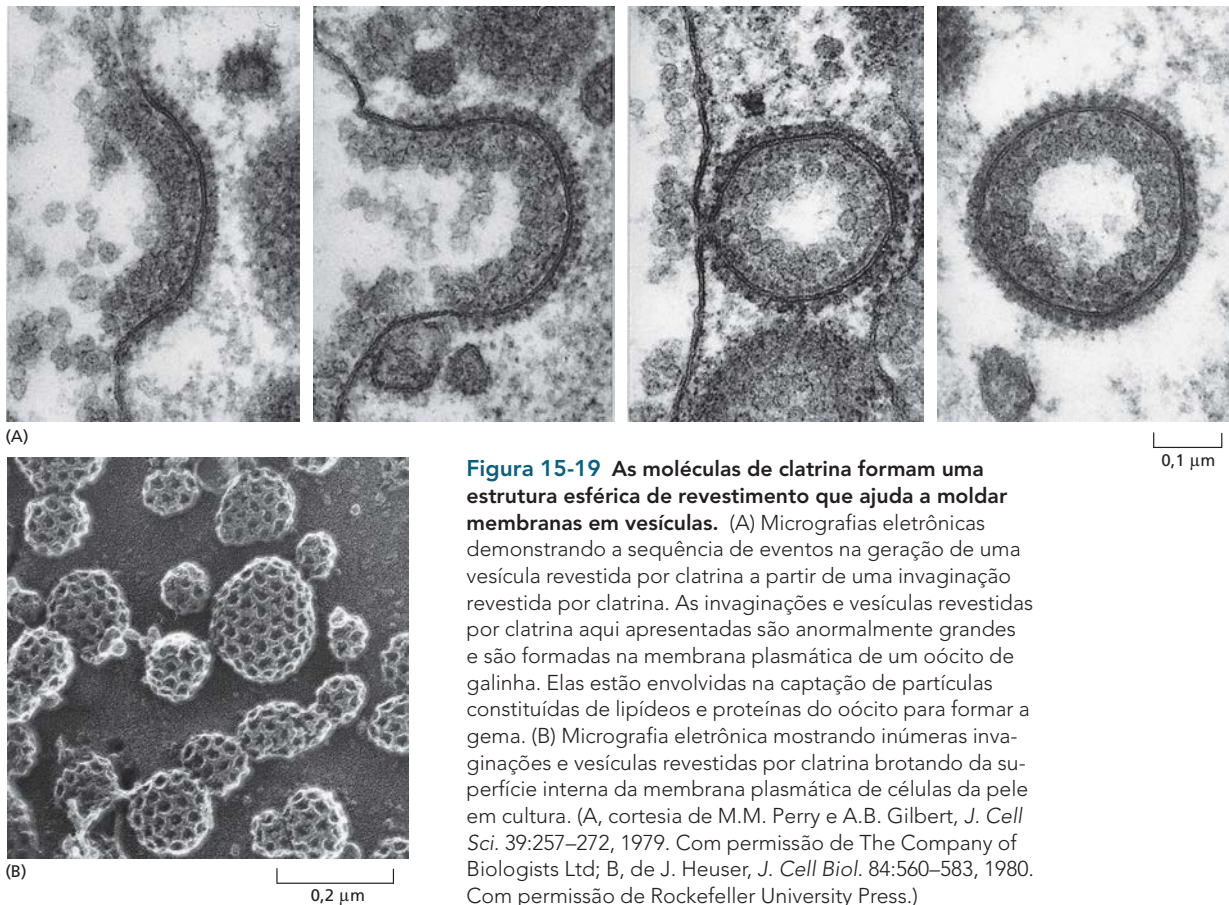 (A)
0,1 μm
(B)
0,2 μm
Figura 15-19 As moléculas de clatrina formam uma
estrutura esférica de revestimento que ajuda a moldar
membranas em vesículas. (A) Micrografias eletrônicas
demonstrando a sequência de eventos na geração de uma
vesícula revestida por clatrina a partir de uma invaginação
revestida por clatrina. As invaginações e vesículas revestidas
por clatrina aqui apresentadas são anormalmente grandes
e são formadas na membrana plasmática de um oócito de
galinha. Elas estão envolvidas na captação de partículas
constituídas de lipídeos e proteínas do oócito para formar a
gema. (B) Micrografia eletrônica mostrando inúmeras inva-
ginações e vesículas revestidas por clatrina brotando da su-
perfície interna da membrana plasmática de células da pele
em cultura. (A, cortesia de M.M. Perry e A.B. Gilbert, J. Cell
Sci. 39:257–272, 1979. Com permissão de The Company of
Biologists Ltd; B, de J. Heuser, J. Cell Biol. 84:560–583, 1980.
Com permissão de Rockefeller University Press.)